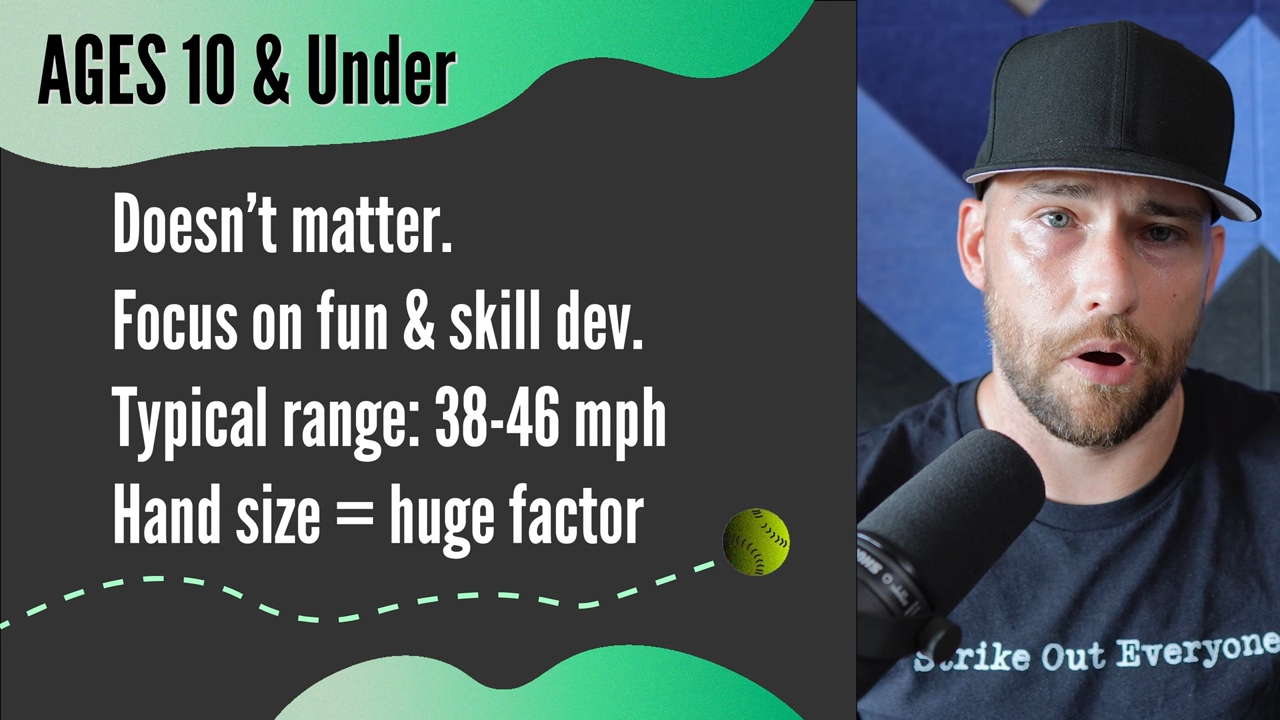 AGES 10 & Under
Doesn’t matter.
Focus on fun & skill dev.
Typical range: 38-46 mph
Hand size = huge factor
Strike Out Everyone